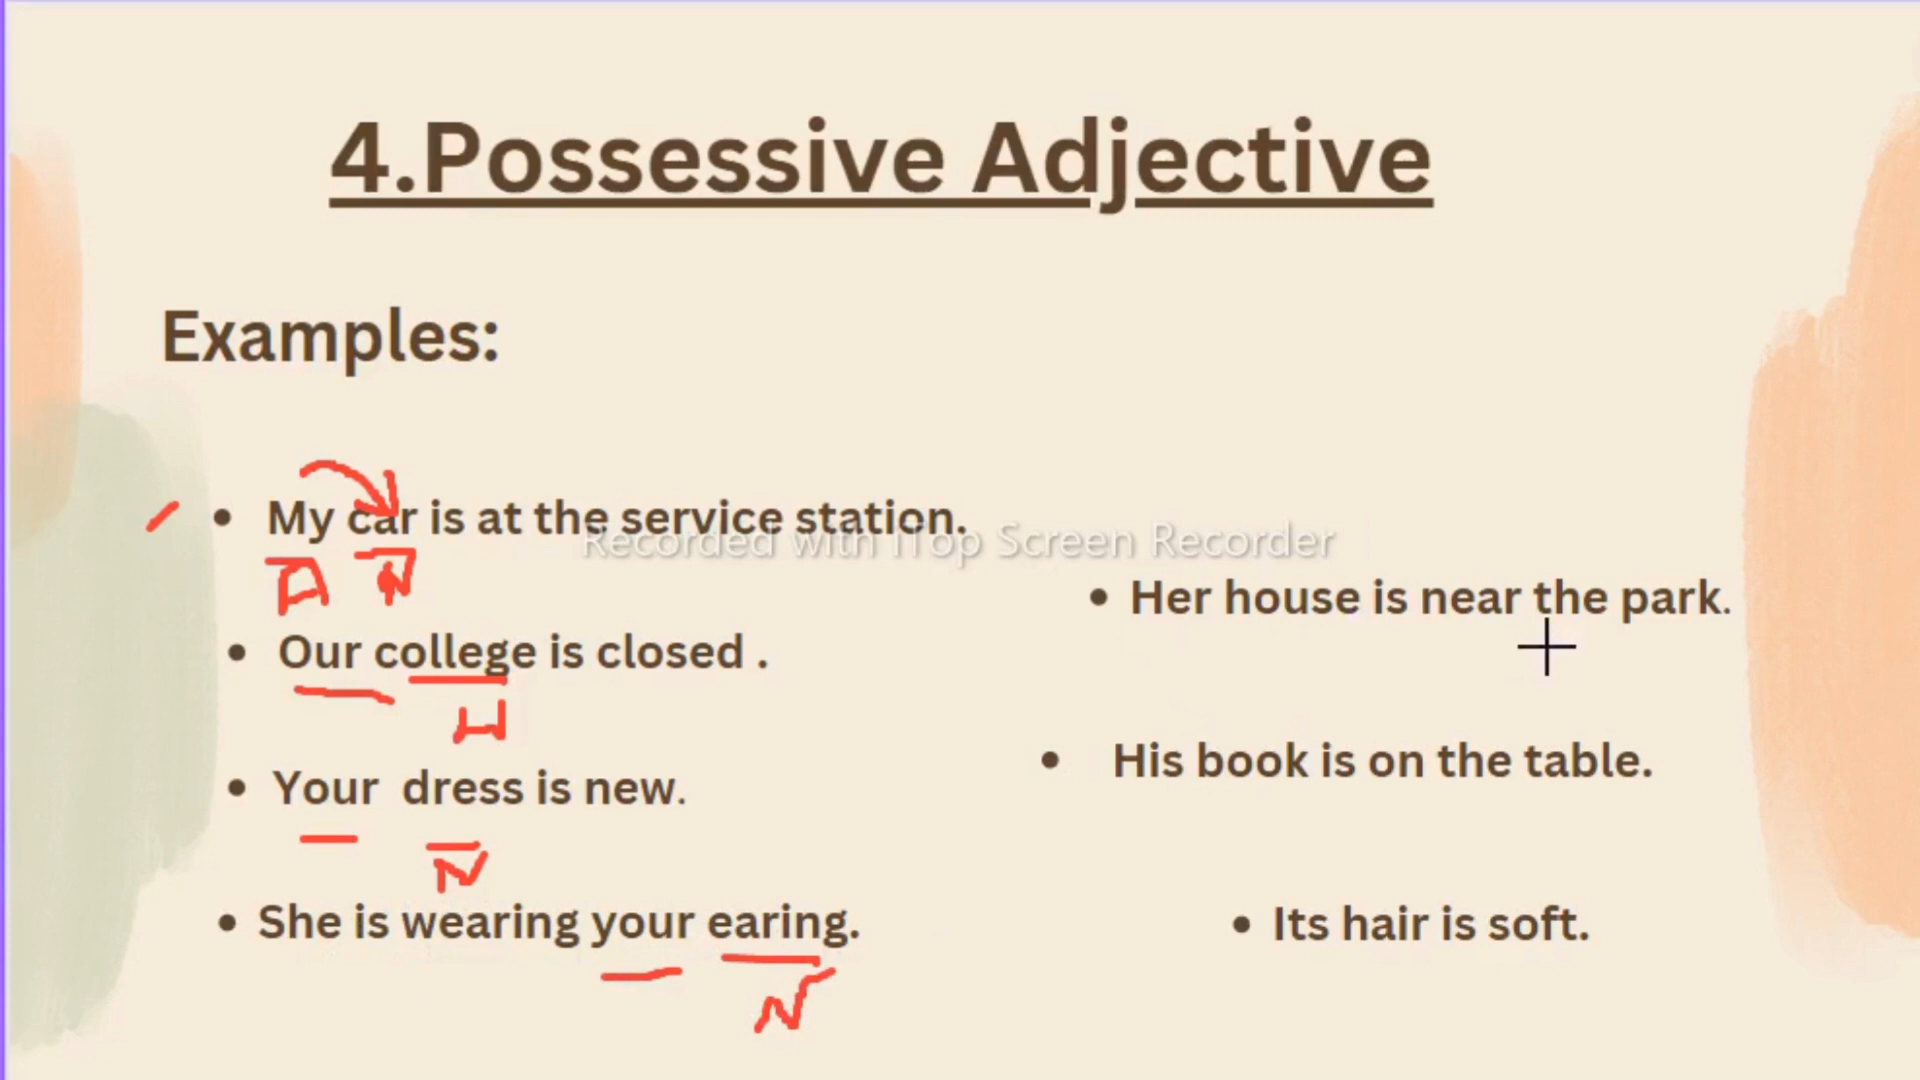 4.Possessive Adjective
Examples:
My car is at the service station.
A N
Our college is closed .
N
Your dress is new.
N
She is wearing your earing.
N
Recorded with iTop Screen Recorder
Her house is near the park.
His book is on the table.
Its hair is soft.